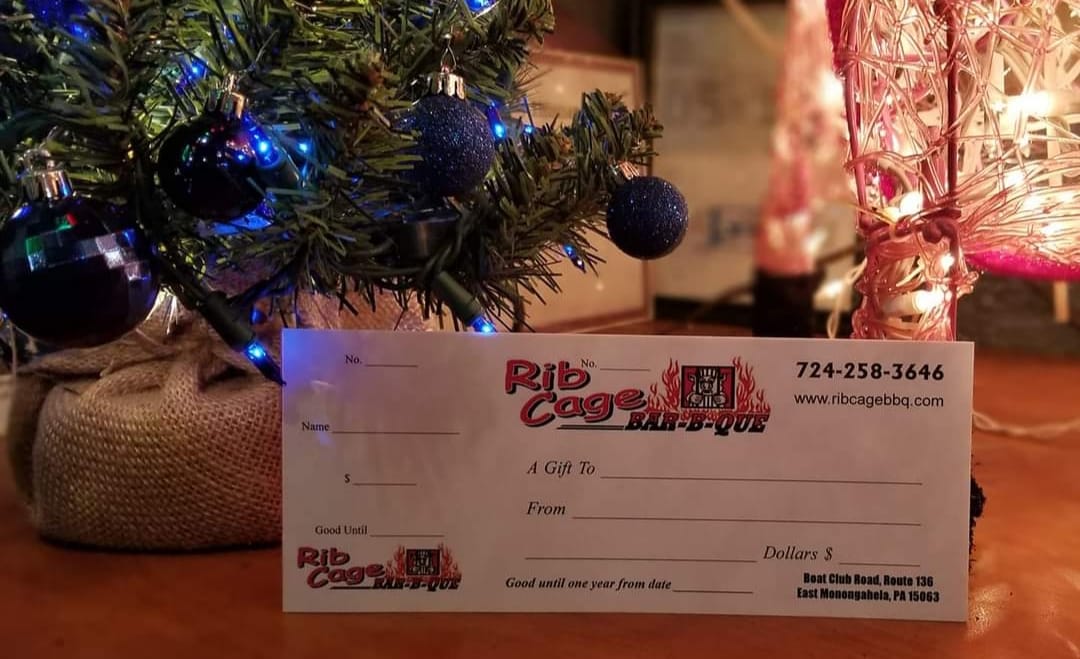 No.
Name
$
Good Until
Rib
Cage
BAR-B-QUE
Rib
Cage
BAR-B-QUE
No.
724-258-3646
www.ribcagebbq.com
A Gift To
From
Dollars $
Good until one year from date
Boat Club Road, Route 136
East Monongahela, PA 15063